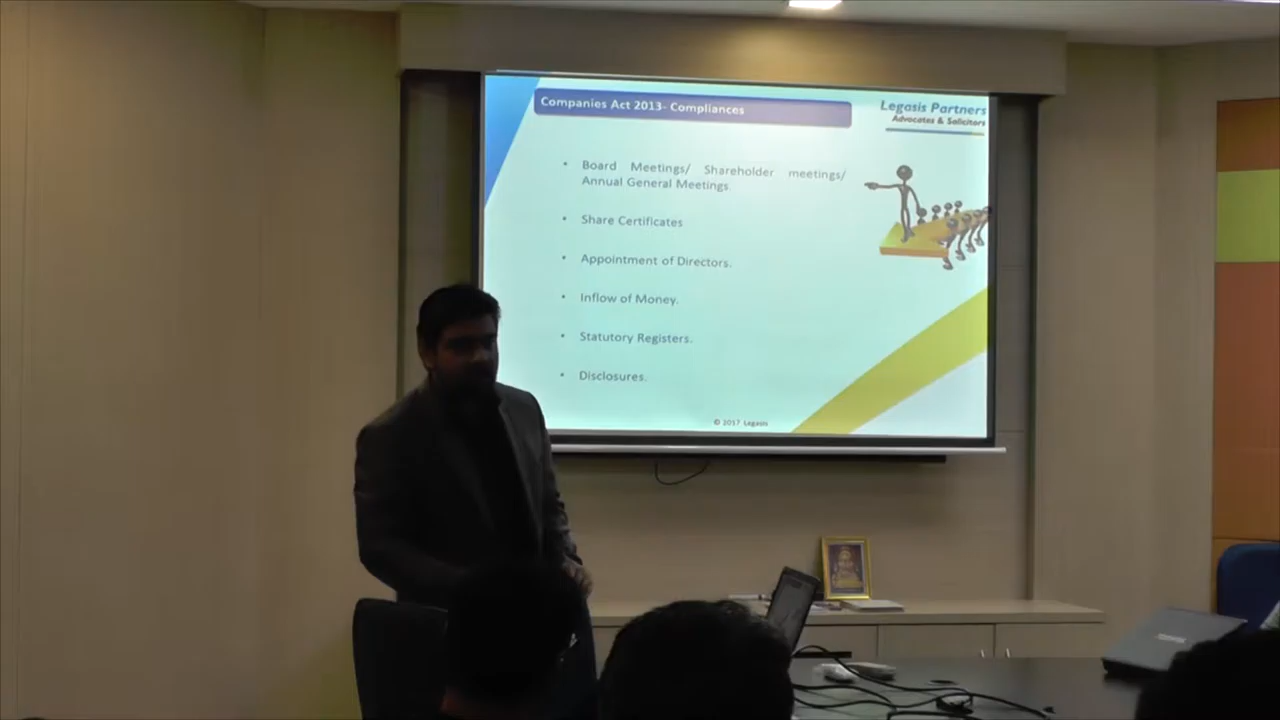 Companies Act 2013- Compliances
Legasis Partners
Advocates & Solicitors
• Board Meetings/ Shareholder meetings/
Annual General Meetings.
• Share Certificates
• Appointment of Directors.
• Inflow of Money.
• Statutory Registers.
• Disclosures.
© 2017 Legasis